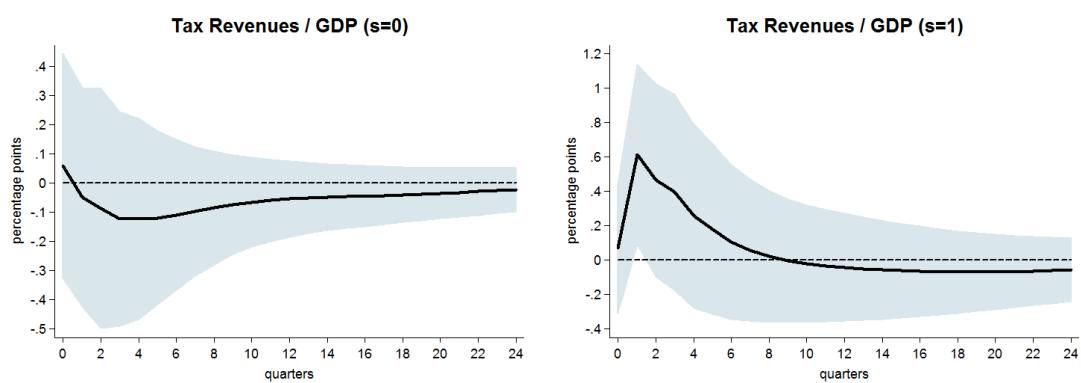 Tax Revenues / GDP (s=0)
percentage points
.4
.3
.2
.1
0
-.1
-.2
-.3
-.4
-.5
0 2 4 6 8 10 12 14 16 18 20 22 24
quarters
Tax Revenues / GDP (s=1)
percentage points
1.2
1
.8
.6
.4
.2
0
-.2
-.4
0 2 4 6 8 10 12 14 16 18 20 22 24
quarters